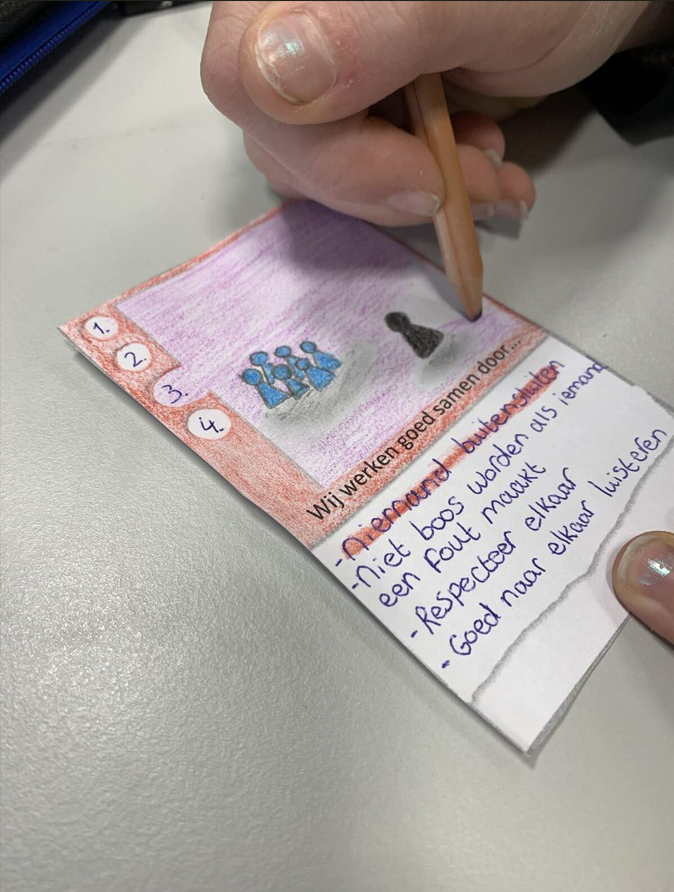 1.
2.
3.
4.
Wij werken goed samen door...
- Niemand buitensluiten
- Niet boos worden als iemand
een fout maakt
- Respecteer elkaar
- Goed naar elkaar luisteren